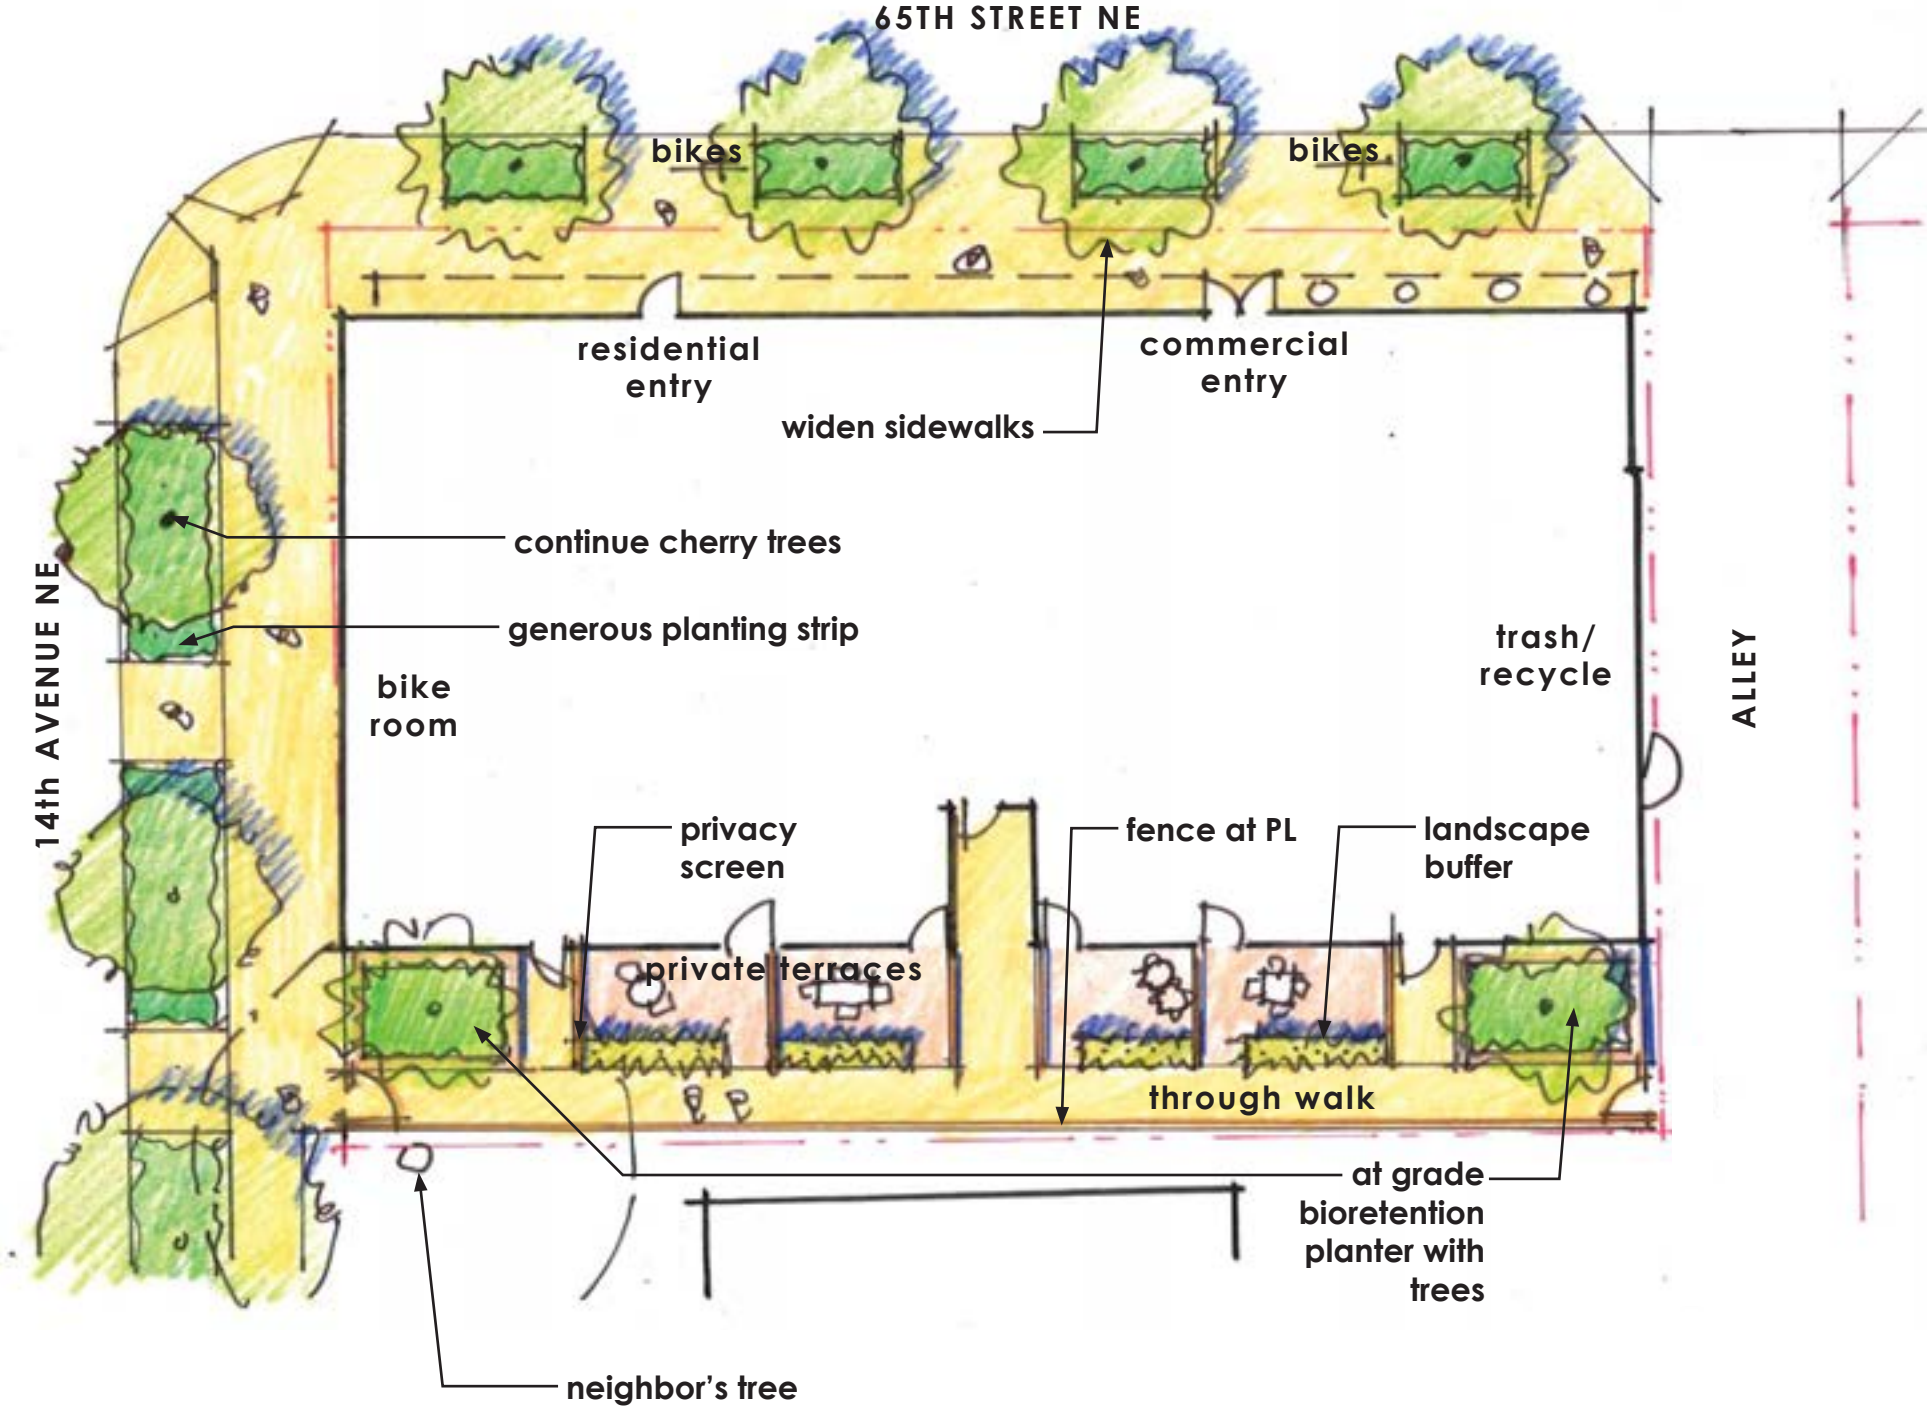 65TH STREET NE
bikes
bikes
residential
entry
commercial
entry
widen sidewalks
continue cherry trees
generous planting strip
14th AVENUE NE
bike
room
trash/
recycle
ALLEY
privacy
screen
fence at PL
landscape
buffer
private terraces
through walk
at grade
bioretention
planter with
trees
neighbor's tree